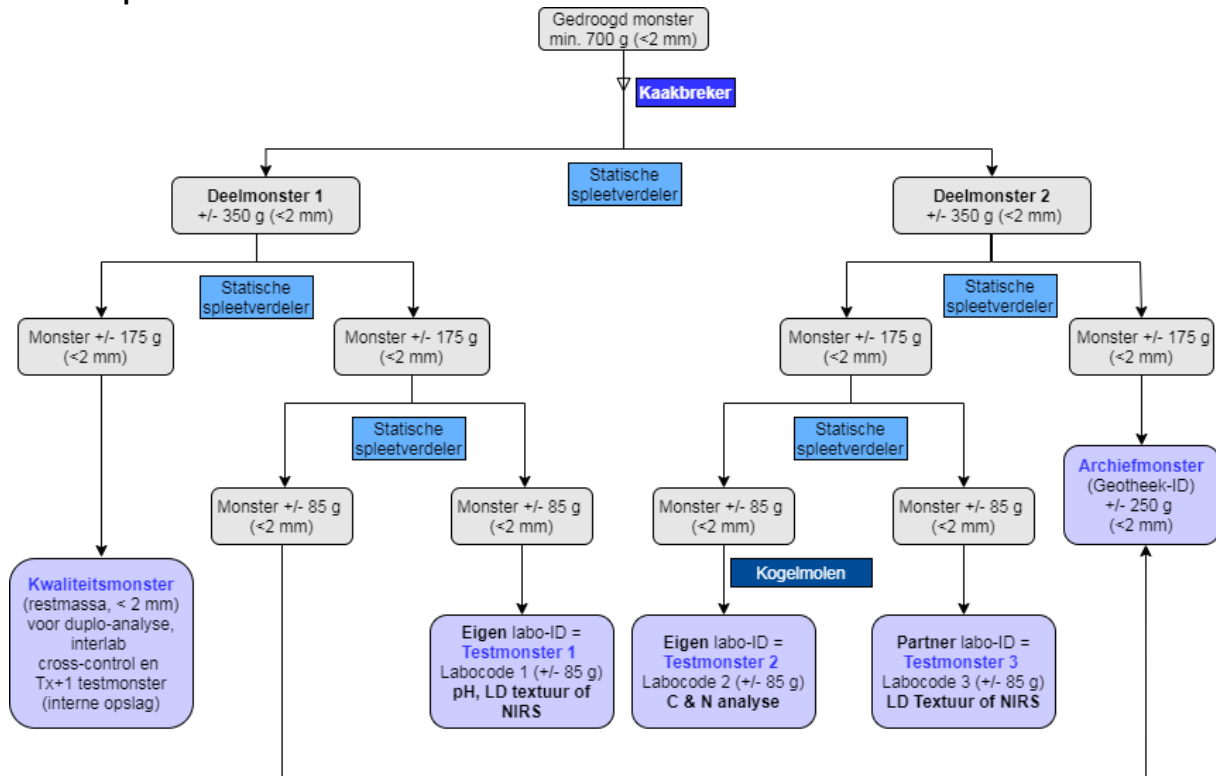 Gedroogd monster
min. 700 g (<2 mm)
Kaakbreker
Statische
spleetverdeler
Deelmonster 1
+/- 350 g (<2 mm)
Deelmonster 2
+/- 350 g (<2 mm)
Statische
spleetverdeler
Statische
spleetverdeler
Monster +/- 175 g
(<2 mm)
Monster +/- 175 g
(<2 mm)
Monster +/- 175 g
(<2 mm)
Monster +/- 175 g
(<2 mm)
Statische
spleetverdeler
Statische
spleetverdeler
Archiefmonster
(Geotheek-ID)
+/- 250 g
(<2 mm)
Monster +/- 85 g
(<2 mm)
Monster +/- 85 g
(<2 mm)
Monster +/- 85 g
(<2 mm)
Monster +/- 85 g
(<2 mm)
Kogelmolen
Kwaliteitsmonster
(restmassa, < 2 mm)
voor duplo-analyse,
interlab
cross-control en
Tx+1 testmonster
(interne opslag)
Eigen labo-ID =
Testmonster 1
Labocode 1 (+/- 85 g)
pH, LD textuur of
NIRS
Eigen labo-ID =
Testmonster 2
Labocode 2 (+/- 85 g)
C & N analyse
Partner labo-ID =
Testmonster 3
Labocode 3 (+/- 85 g)
LD Textuur of NIRS